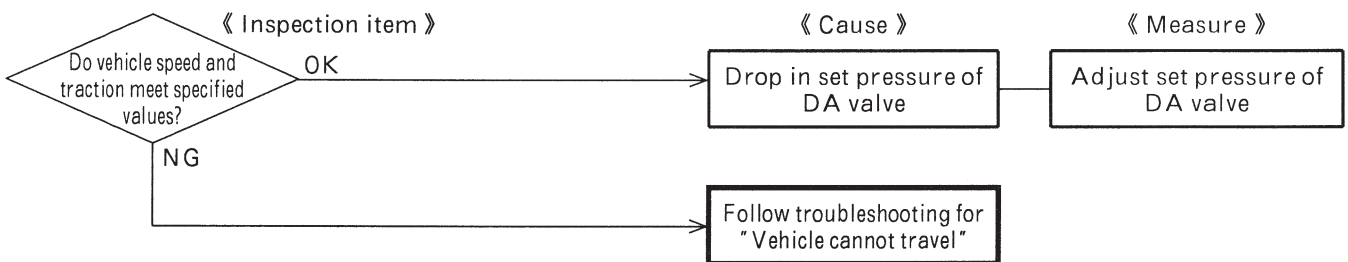 《 Inspection item 》
《 Cause 》
《 Measure 》
Do vehicle speed and
traction meet specified
values?
OK
Drop in set pressure of
DA valve
Adjust set pressure of
DA valve
NG
Follow troubleshooting for
"Vehicle cannot travel"